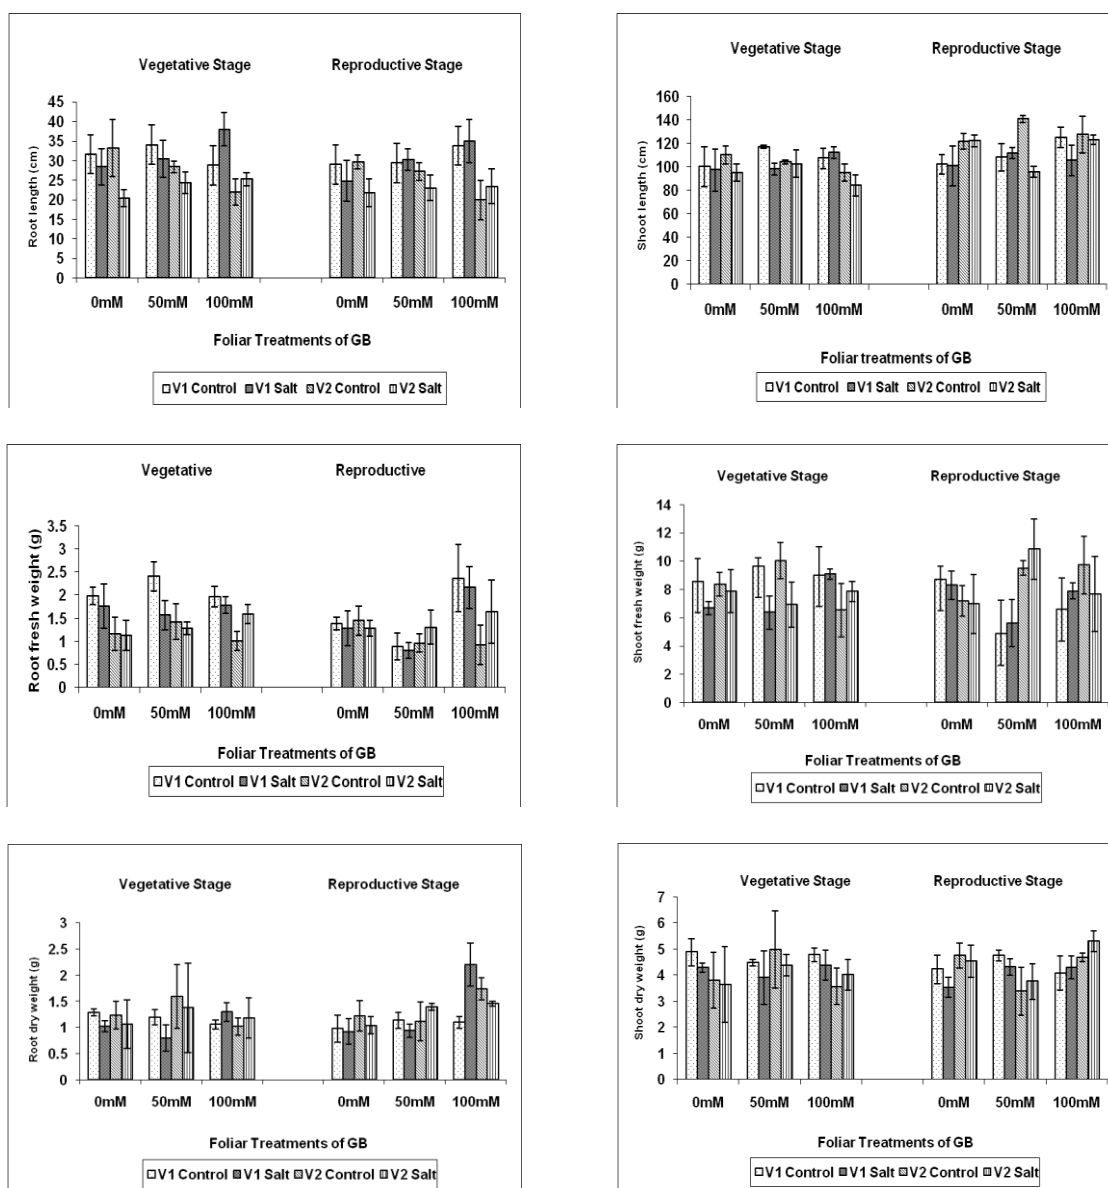 Vegetative Stage Reproductive Stage
Root length (cm)
45
40
35
30
25
20
15
10
5
0
0mM 50mM 100mM 0mM 50mM 100mM
Foliar Treatments of GB
V1 Control V1 Salt V2 Control V2 Salt
Vegetative Stage Reproductive Stage
Shoot length (cm)
160
140
120
100
80
60
40
20
0
0mM 50mM 100mM 0mM 50mM 100mM
Foliar treatments of GB
V1 Control V1 Salt V2 Control V2 Salt
Vegetative Reproductive
Root fresh weight (g)
3.5
3
2.5
2
1.5
1
0.5
0
0mM 50mM 100mM 0mM 50mM 100mM
Foliar Treatments of GB
V1 Control V1 Salt V2 Control V2 Salt
Vegetative Stage Reproductive Stage
Shoot fresh weight (g)
14
12
10
8
6
4
2
0
0mM 50mM 100mM 0mM 50mM 100mM
Foliar Treatments of GB
V1 Control V1 Salt V2 Control V2 Salt
Vegetative Stage Reproductive Stage
Root dry weight (g)
3
2.5
2
1.5
1
0.5
0
0mM 50mM 100mM 0mM 50mM 100mM
Foliar Treatments of GB
V1 Control V1 Salt V2 Control V2 Salt
Vegetative Stage Reproductive Stage
Shoot dry weight (g)
7
6
5
4
3
2
1
0
0mM 50mM 100mM 0mM 50mM 100mM
Foliar Treatments of GB
V1 Control V1 Salt V2 Control V2 Salt